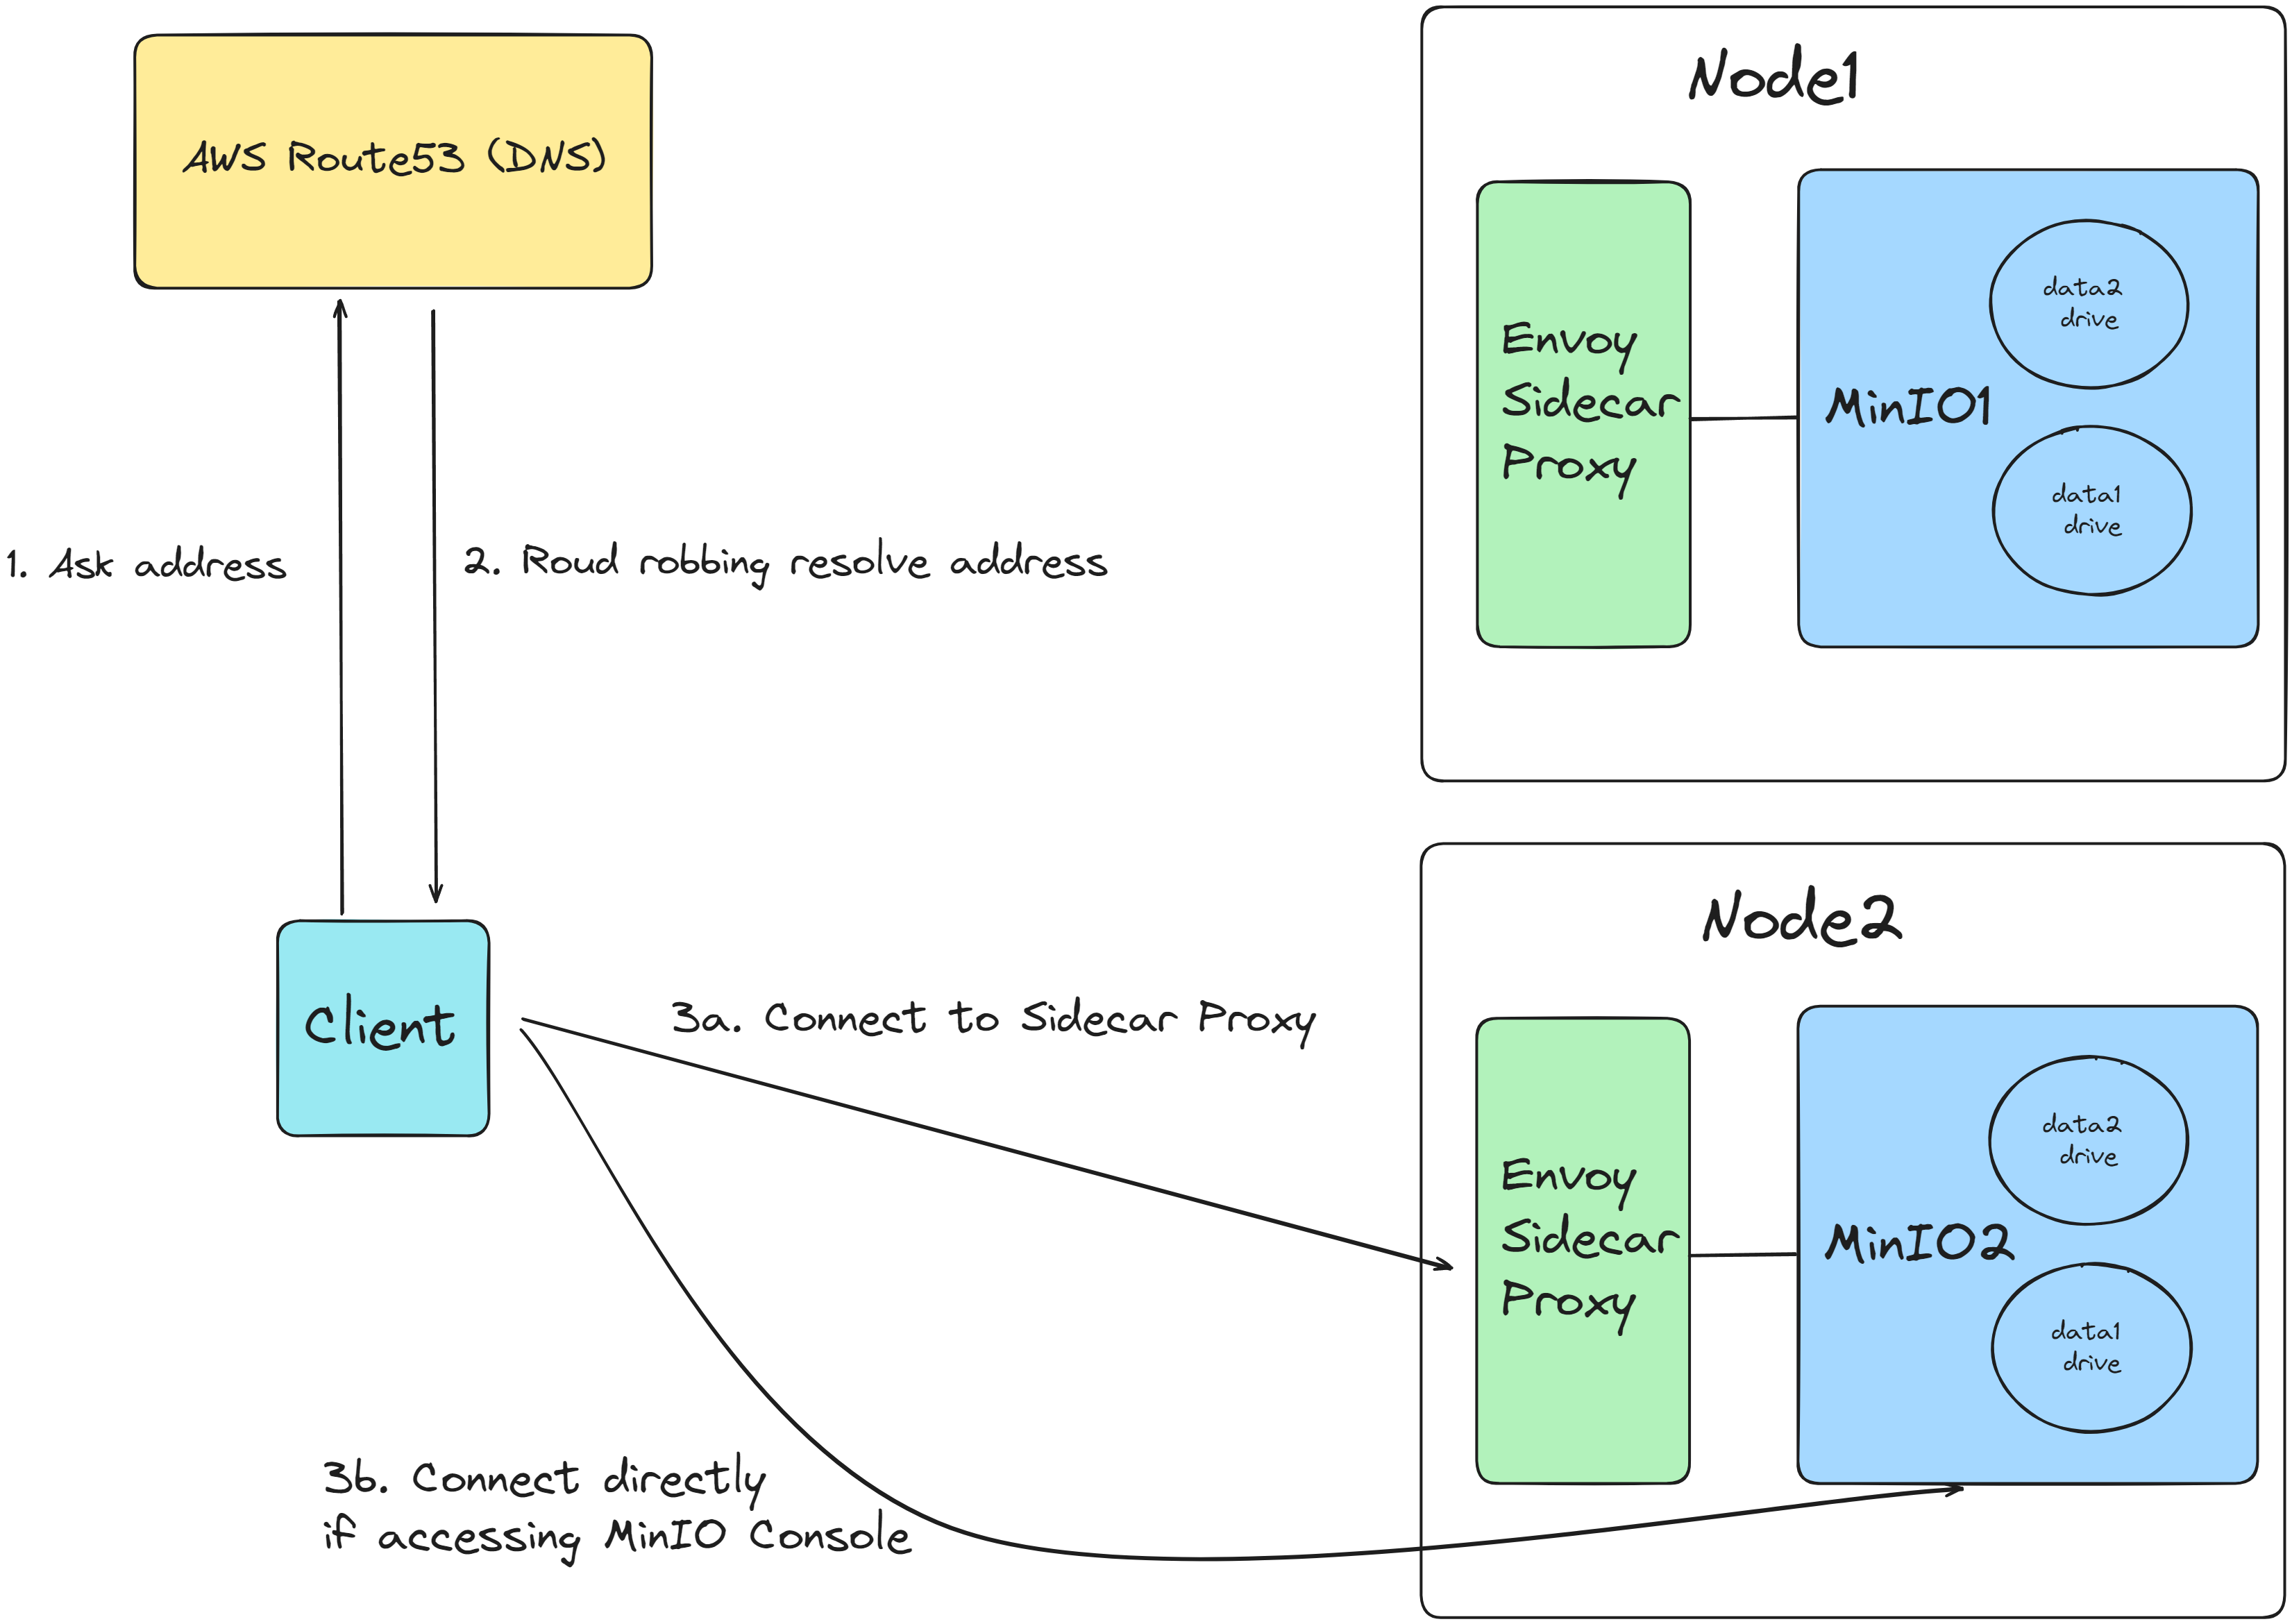 AWS Route53 (DNS)
1. Ask address
2. Roud robbing resolve address
Client
3a. Connect to Sidecar Proxy
3b. Connect directly
if accessing MinIO Console
Node1
Envoy
Sidecar
Proxy
MinIO1
data2
drive
data1
drive
Node2
Envoy
Sidecar
Proxy
MinIO2
data2
drive
data1
drive